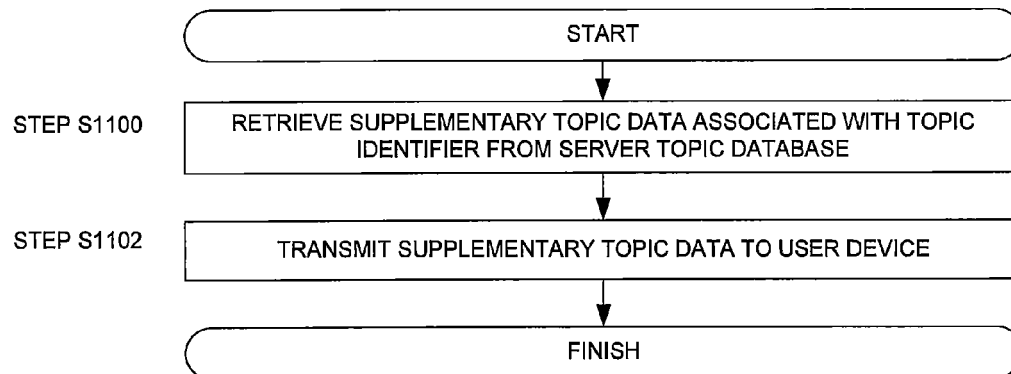 START
STEP S1100
RETRIEVE SUPPLEMENTARY TOPIC DATA ASSOCIATED WITH TOPIC
IDENTIFIER FROM SERVER TOPIC DATABASE
STEP S1102
TRANSMIT SUPPLEMENTARY TOPIC DATA TO USER DEVICE
FINISH